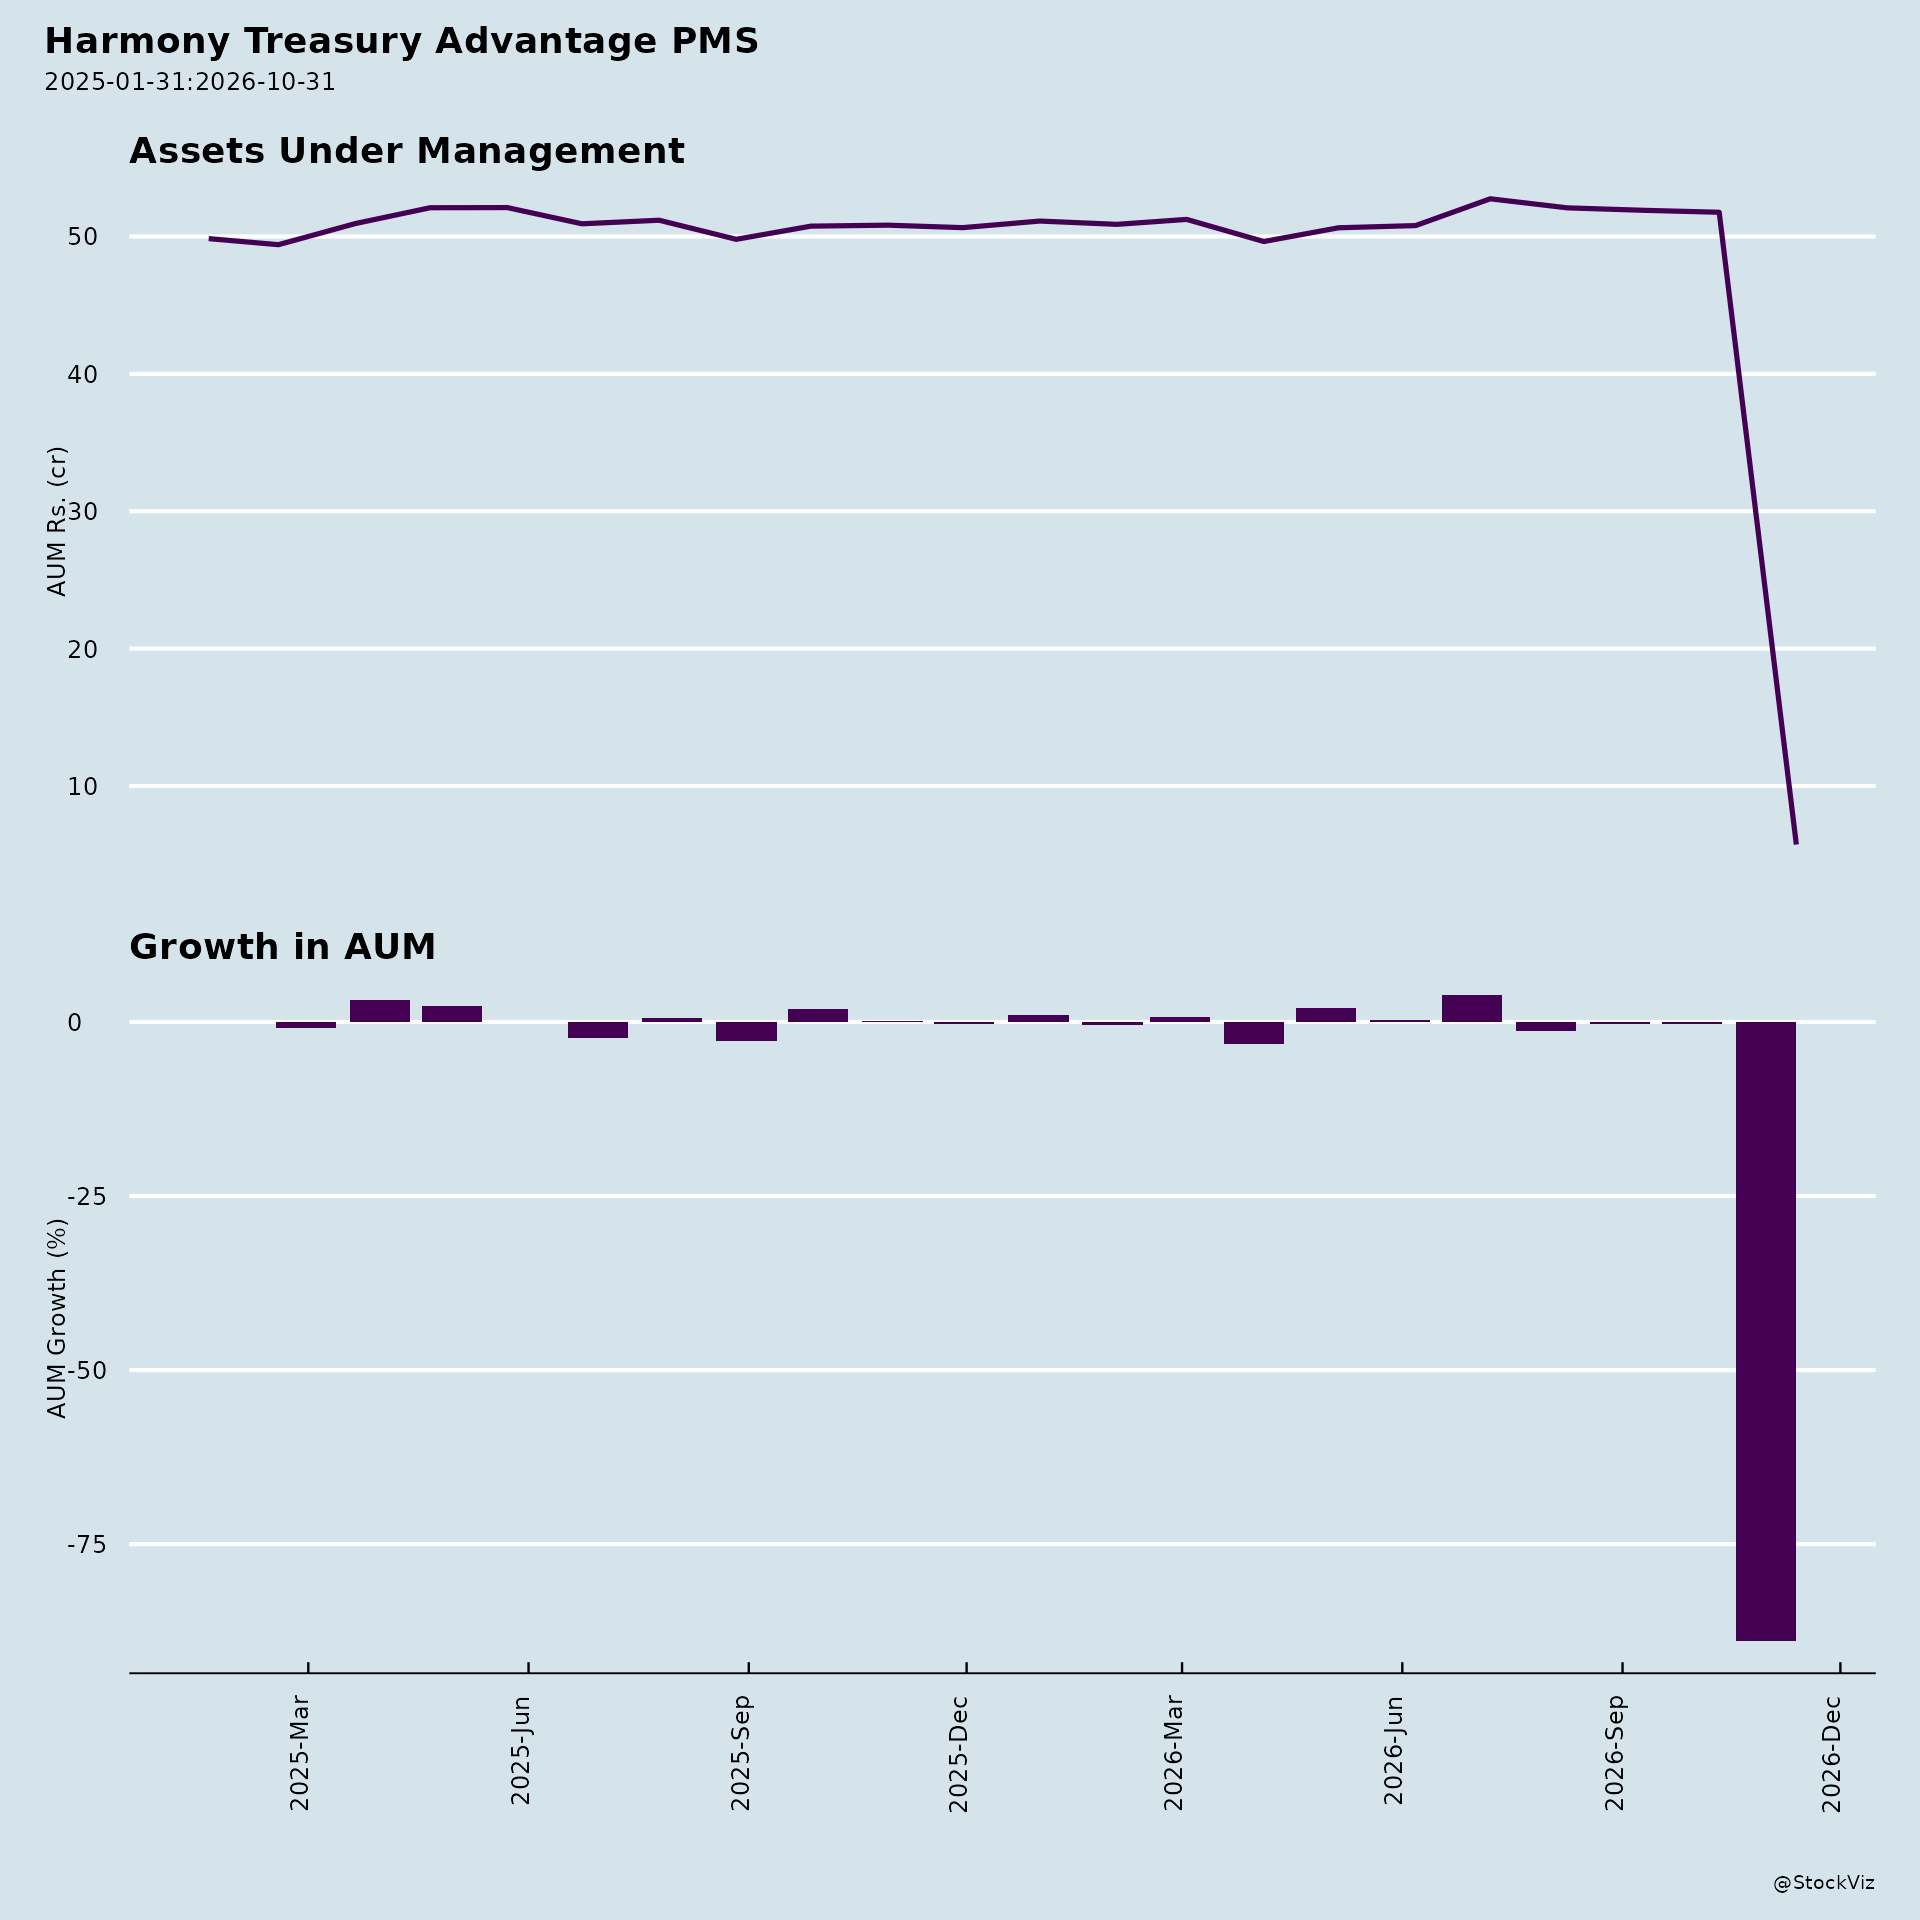 Harmony Treasury Advantage PMS
2025-01-31:2026-10-31
Assets Under Management
AUM Rs. (cr)
50
40
30
20
10
Growth in AUM
AUM Growth (%)
0
-25
-50
-75
2025-Mar
2025-Jun
2025-Sep
2025-Dec
2026-Mar
2026-Jun
2026-Sep
2026-Dec
@StockViz